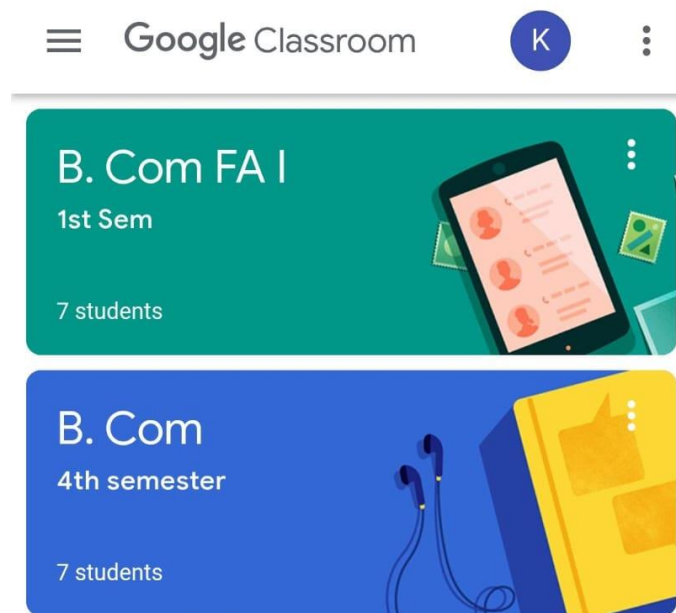 Google Classroom K
B. Com FA I
1st Sem
7 students
B. Com
4th semester
7 students